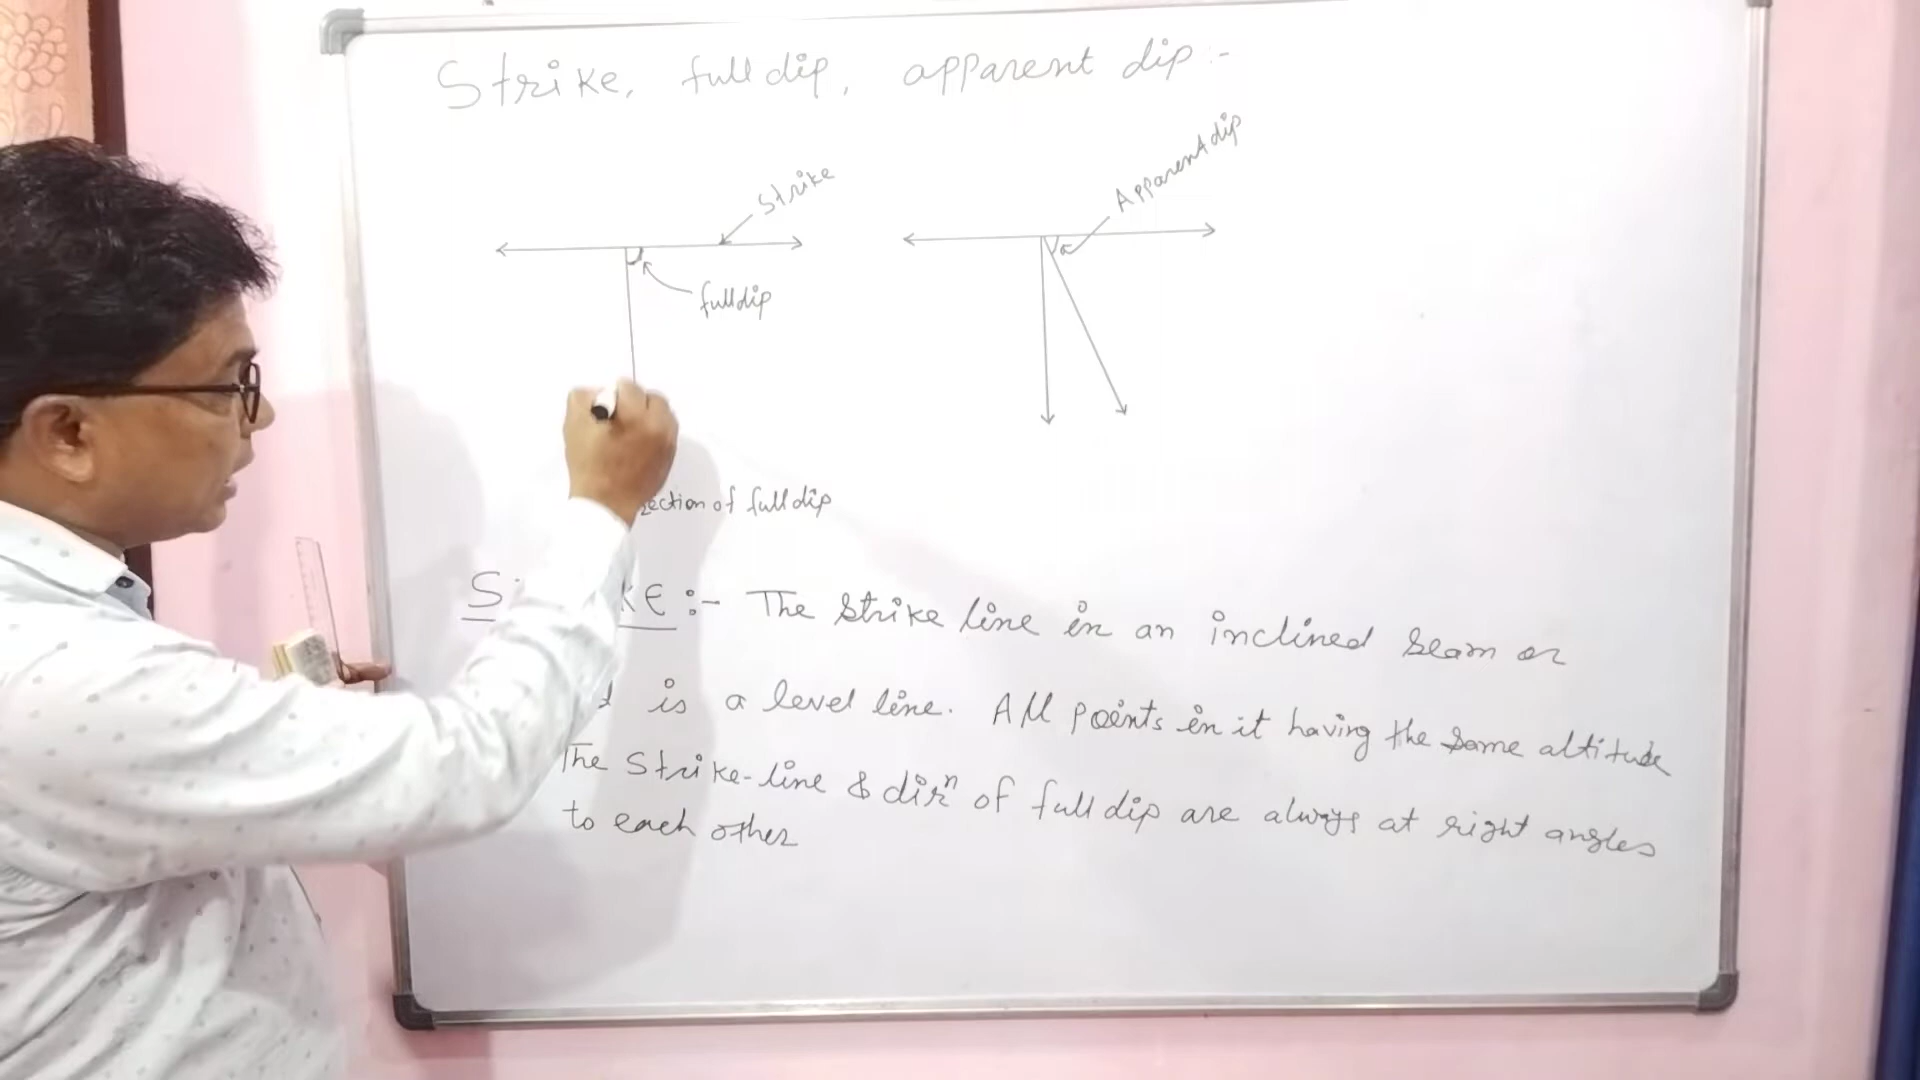 Strike, full dip, apparent dip :-
Strike
full dip
Apparent dip
of full dip
:- The Strike line in an inclined seam or
is a level line. All points in it having the same altitude
The Strike-line & dirⁿ of full dip are always at right angles
to each other